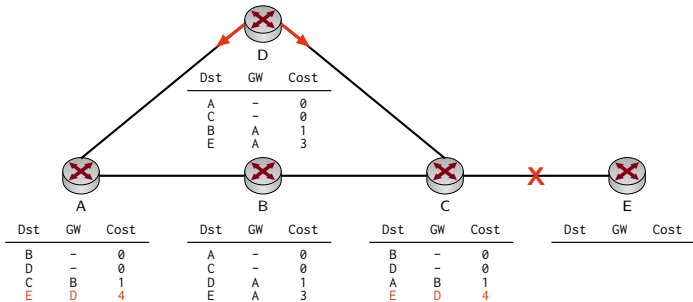 D
Dst GW Cost
A – 0
C – 0
B A 1
E A 3
X
A B C E
Dst GW Cost Dst GW Cost Dst GW Cost Dst GW Cost
B – 0 A – 0 B – 0
D – 0 C – 0 D – 0
C B 1 D A 1 A B 1
E D 4 E A 3 E D 4